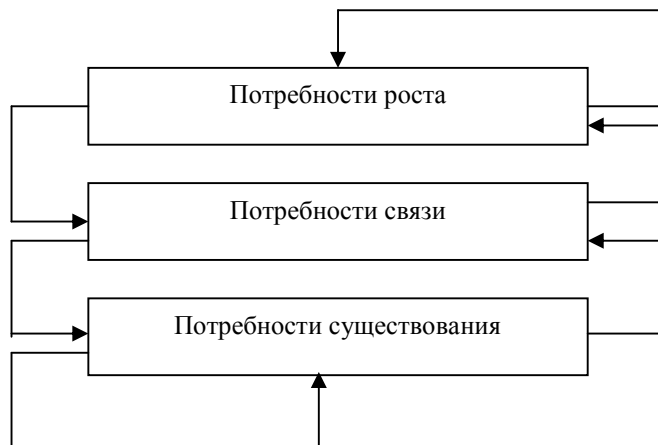 Потребности роста
Потребности связи
Потребности существования